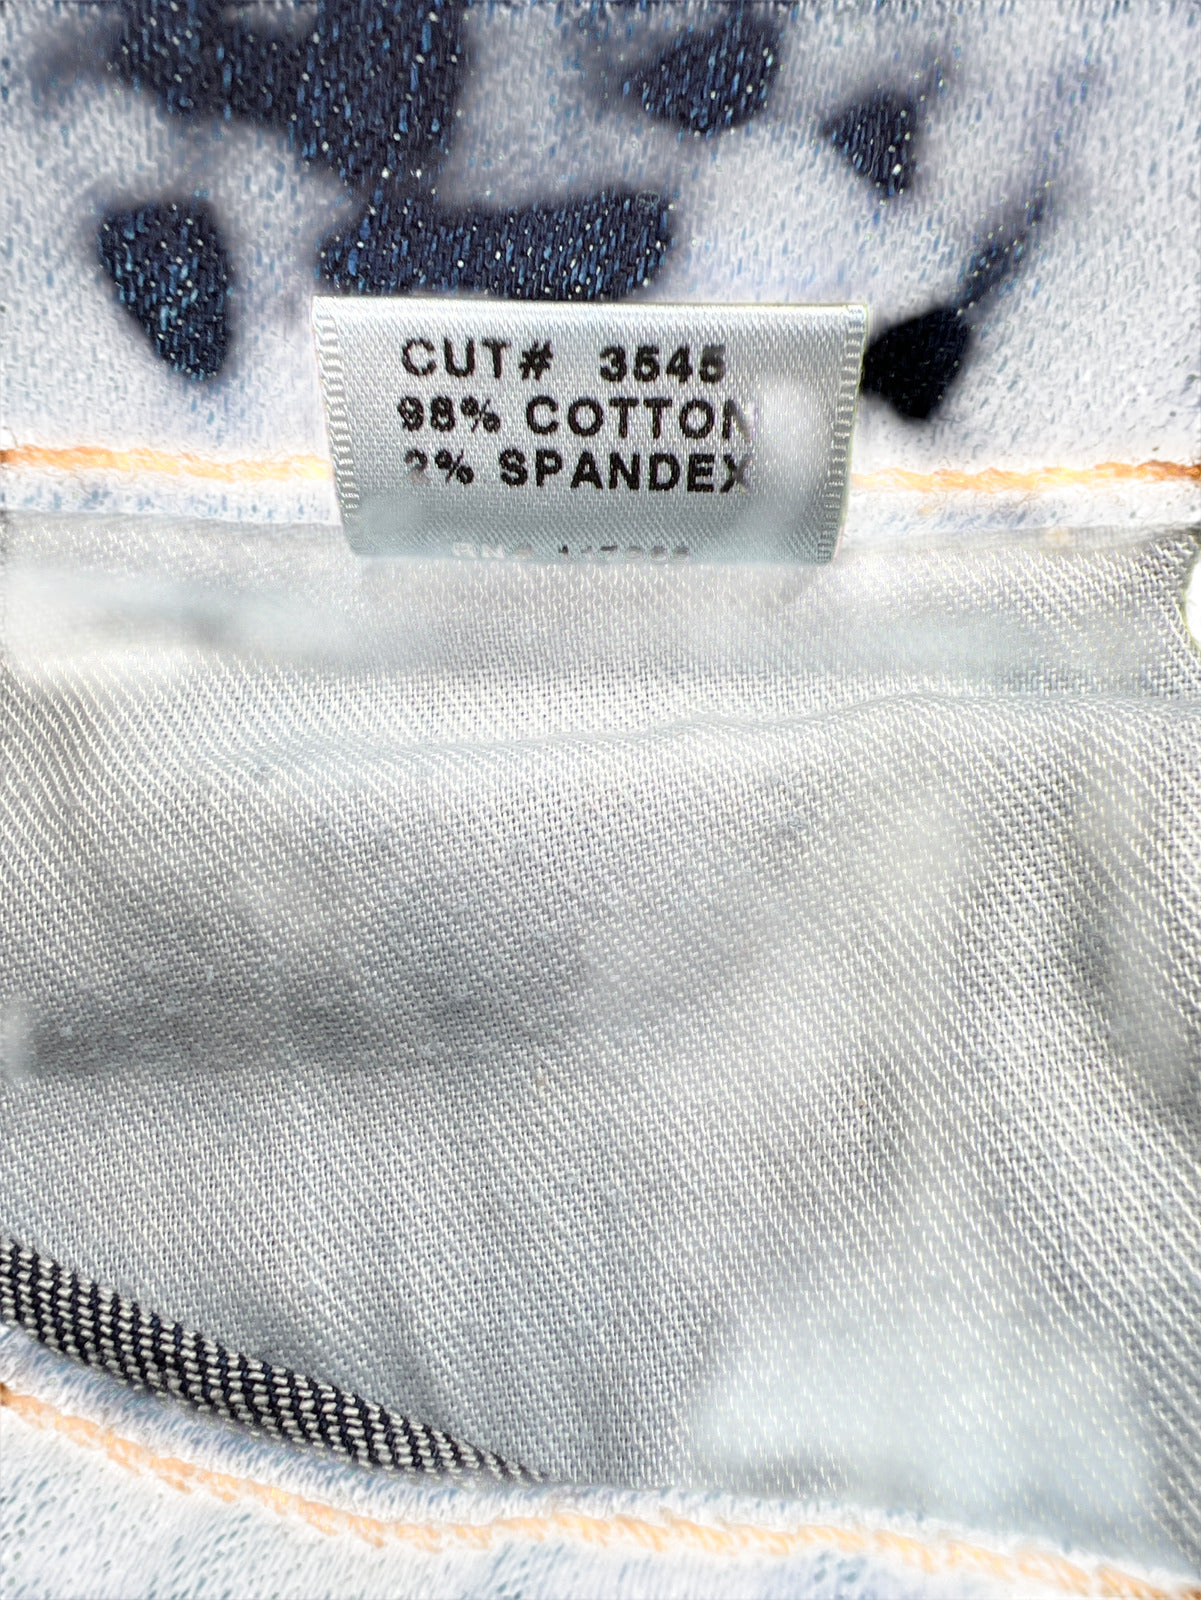 CUT# 3545
98% COTTON
2% SPANDEX